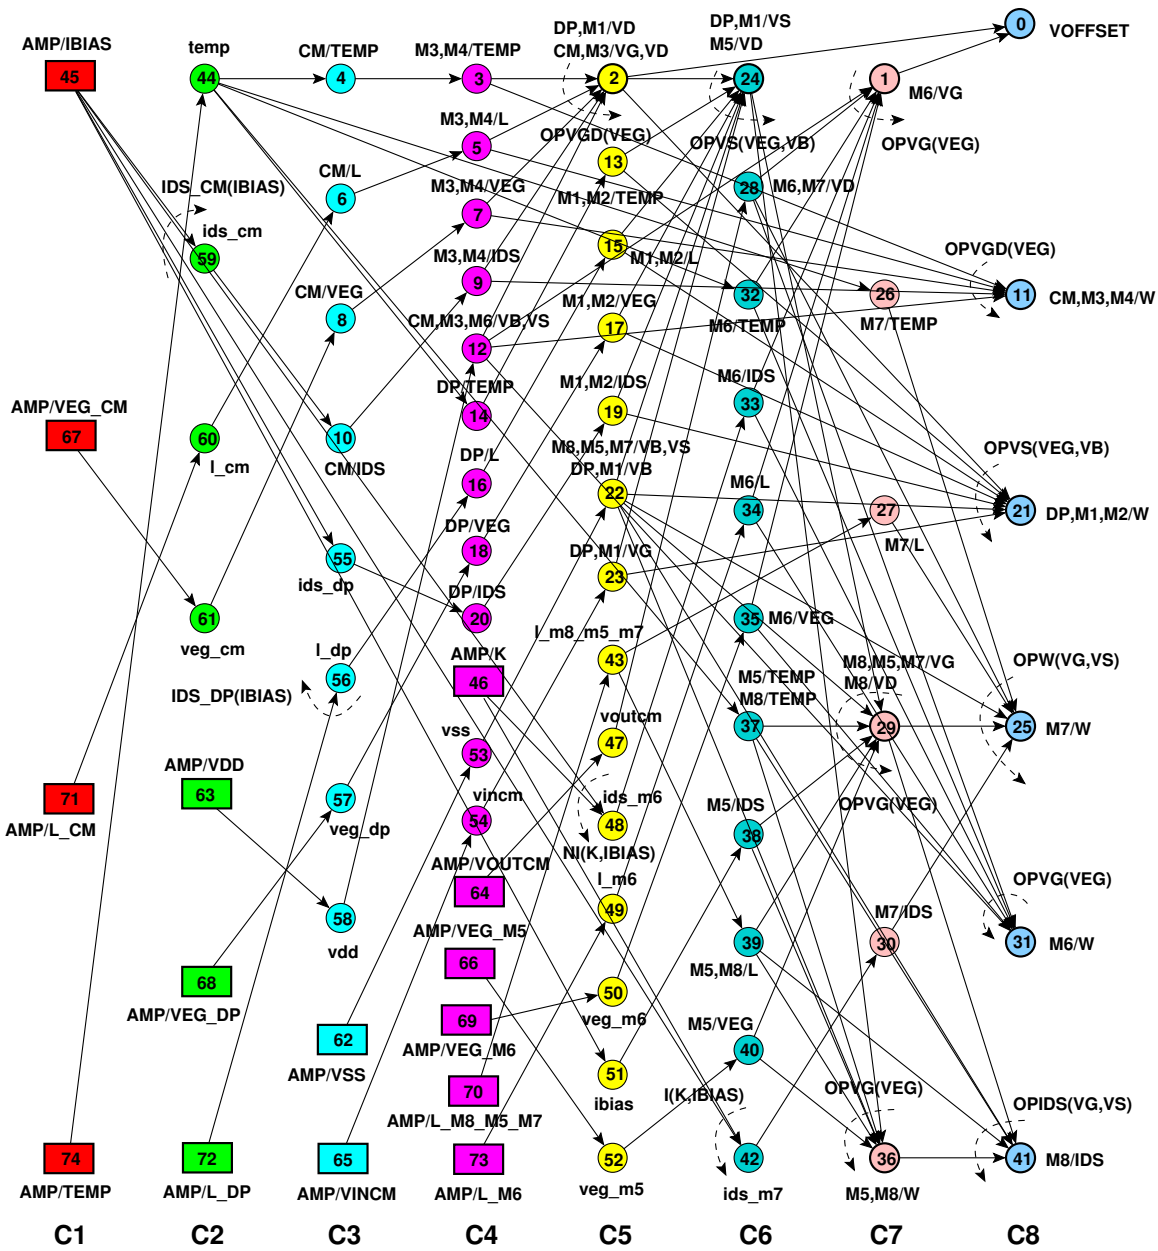 AMP/IBIAS
45
AMP/VEG_CM
67
71
AMP/L_CM
74
AMP/TEMP
C1
temp
44
IDS_CM(IBIAS)
ids_cm
59
60
l_cm
61
veg_cm
IDS_DP(IBIAS)
AMP/VDD
63
68
AMP/VEG_DP
72
AMP/L_DP
C2
CM/TEMP
4
CM/L
6
CM/VEG
8
10
CM/IDS
55
ids_dp
l_dp
56
57
veg_dp
58
vdd
62
AMP/VSS
65
AMP/VINCM
C3
M3,M4/TEMP
3
M3,M4/L
5
M3,M4/VEG
7
M3,M4/IDS
9
CM,M3,M6/VB,VS
12
DP/TEMP
14
DP/L
16
DP/VEG
18
DP/IDS
20
AMP/K
46
vss
53
vincm
54
AMP/VOUTCM
64
AMP/VEG_M5
66
69
AMP/VEG_M6
70
AMP/L_M8_M5_M7
73
AMP/L_M6
C4
DP,M1/VD
CM,M3/VG,VD
2
OPVGD(VEG)
13
M1,M2/TEMP
15
M1,M2/L
M1,M2/VEG
17
M1,M2/IDS
19
M8,M5,M7/VB,VS
DP,M1/VB
22
DP,M1/VG
23
l_m8_m5_m7
43
voutcm
47
ids_m6
48
NI(K,IBIAS)
l_m6
49
50
veg_m6
51
ibias
52
veg_m5
C5
DP,M1/VS
M5/VD
24
OPVS(VEG,VB)
28
M6,M7/VD
32
M6/TEMP
M6/IDS
33
M6/L
34
35
M6/VEG
M5/TEMP
M8/TEMP
37
M5/IDS
38
39
M5,M8/L
M5/VEG
40
I(K,IBIAS)
42
ids_m7
C6
1
M6/VG
OPVG(VEG)
26
M7/TEMP
27
M7/L
M8,M5,M7/VG
M8/VD
29
OPVG(VEG)
M7/IDS
30
OPVG(VEG)
36
M5,M8/W
C7
0
VOFFSET
OPVGD(VEG)
11
CM,M3,M4/W
OPVS(VEG,VB)
21
DP,M1,M2/W
OPW(VG,VS)
25
M7/W
OPVG(VEG)
31
M6/W
OPIDS(VG,VS)
41
M8/IDS
C8